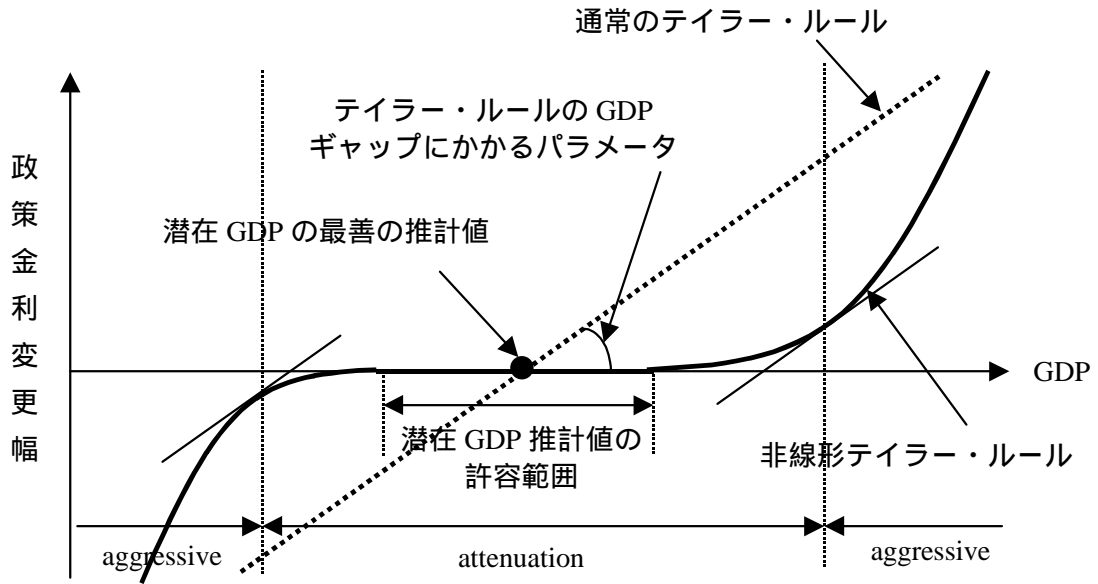 通常のテイラー・ルール
テイラー・ルールの GDP
ギャップにかかるパラメータ
政策金利変更幅
潜在 GDP の最善の推計値
GDP
潜在 GDP 推計値の
許容範囲
非線形テイラー・ルール
aggressive
attenuation
aggressive